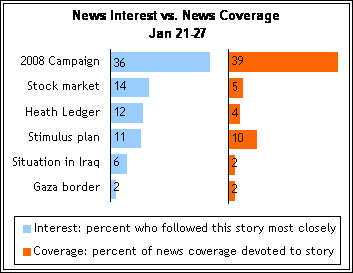 News Interest vs. News Coverage
Jan 21-27
2008 Campaign 36 39
Stock market 14 5
Heath Ledger 12 4
Stimulus plan 11 10
Situation in Iraq 6 2
Gaza border 2 2
Interest: percent who followed this story most closely
Coverage: percent of news coverage devoted to story